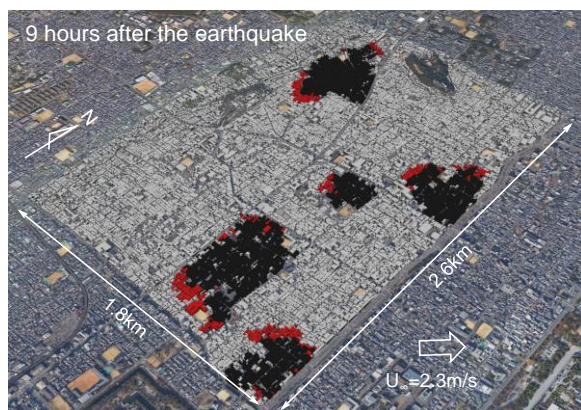 9 hours after the earthquake
N
2.6km
1.8km
U∞=2.3m/s